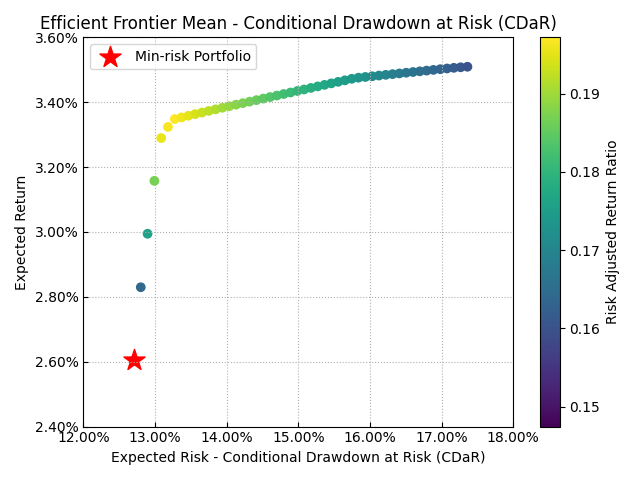 Efficient Frontier Mean - Conditional Drawdown at Risk (CDaR)
Min-risk Portfolio
3.60%
3.40%
3.20%
3.00%
2.80%
2.60%
2.40%
Expected Return
12.00% 13.00% 14.00% 15.00% 16.00% 17.00% 18.00%
Expected Risk - Conditional Drawdown at Risk (CDaR)
0.19
0.18
0.17
0.16
0.15
Risk Adjusted Return Ratio